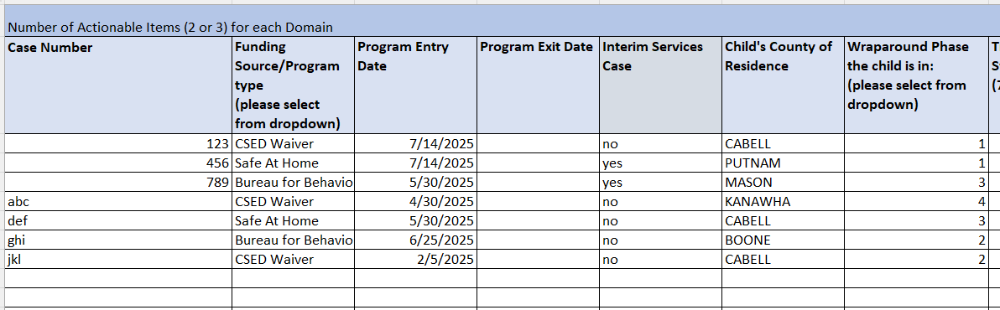 Number of Actionable Items (2 or 3) for each Domain
Case Number
Funding
Source/Program
type
(please select
from dropdown)
Program Entry
Date
Program Exit Date
Interim Services
Case
Child's County of
Residence
Wraparound Phase
the child is in:
(please select from
dropdown)
123 CSED Waiver 7/14/2025 no CABELL 1
456 Safe At Home 7/14/2025 yes PUTNAM 1
789 Bureau for Behavio 5/30/2025 yes MASON 3
abc CSED Waiver 4/30/2025 no KANAWHA 4
def Safe At Home 5/30/2025 no CABELL 3
ghi Bureau for Behavio 6/25/2025 no BOONE 2
jkl CSED Waiver 2/5/2025 no CABELL 2